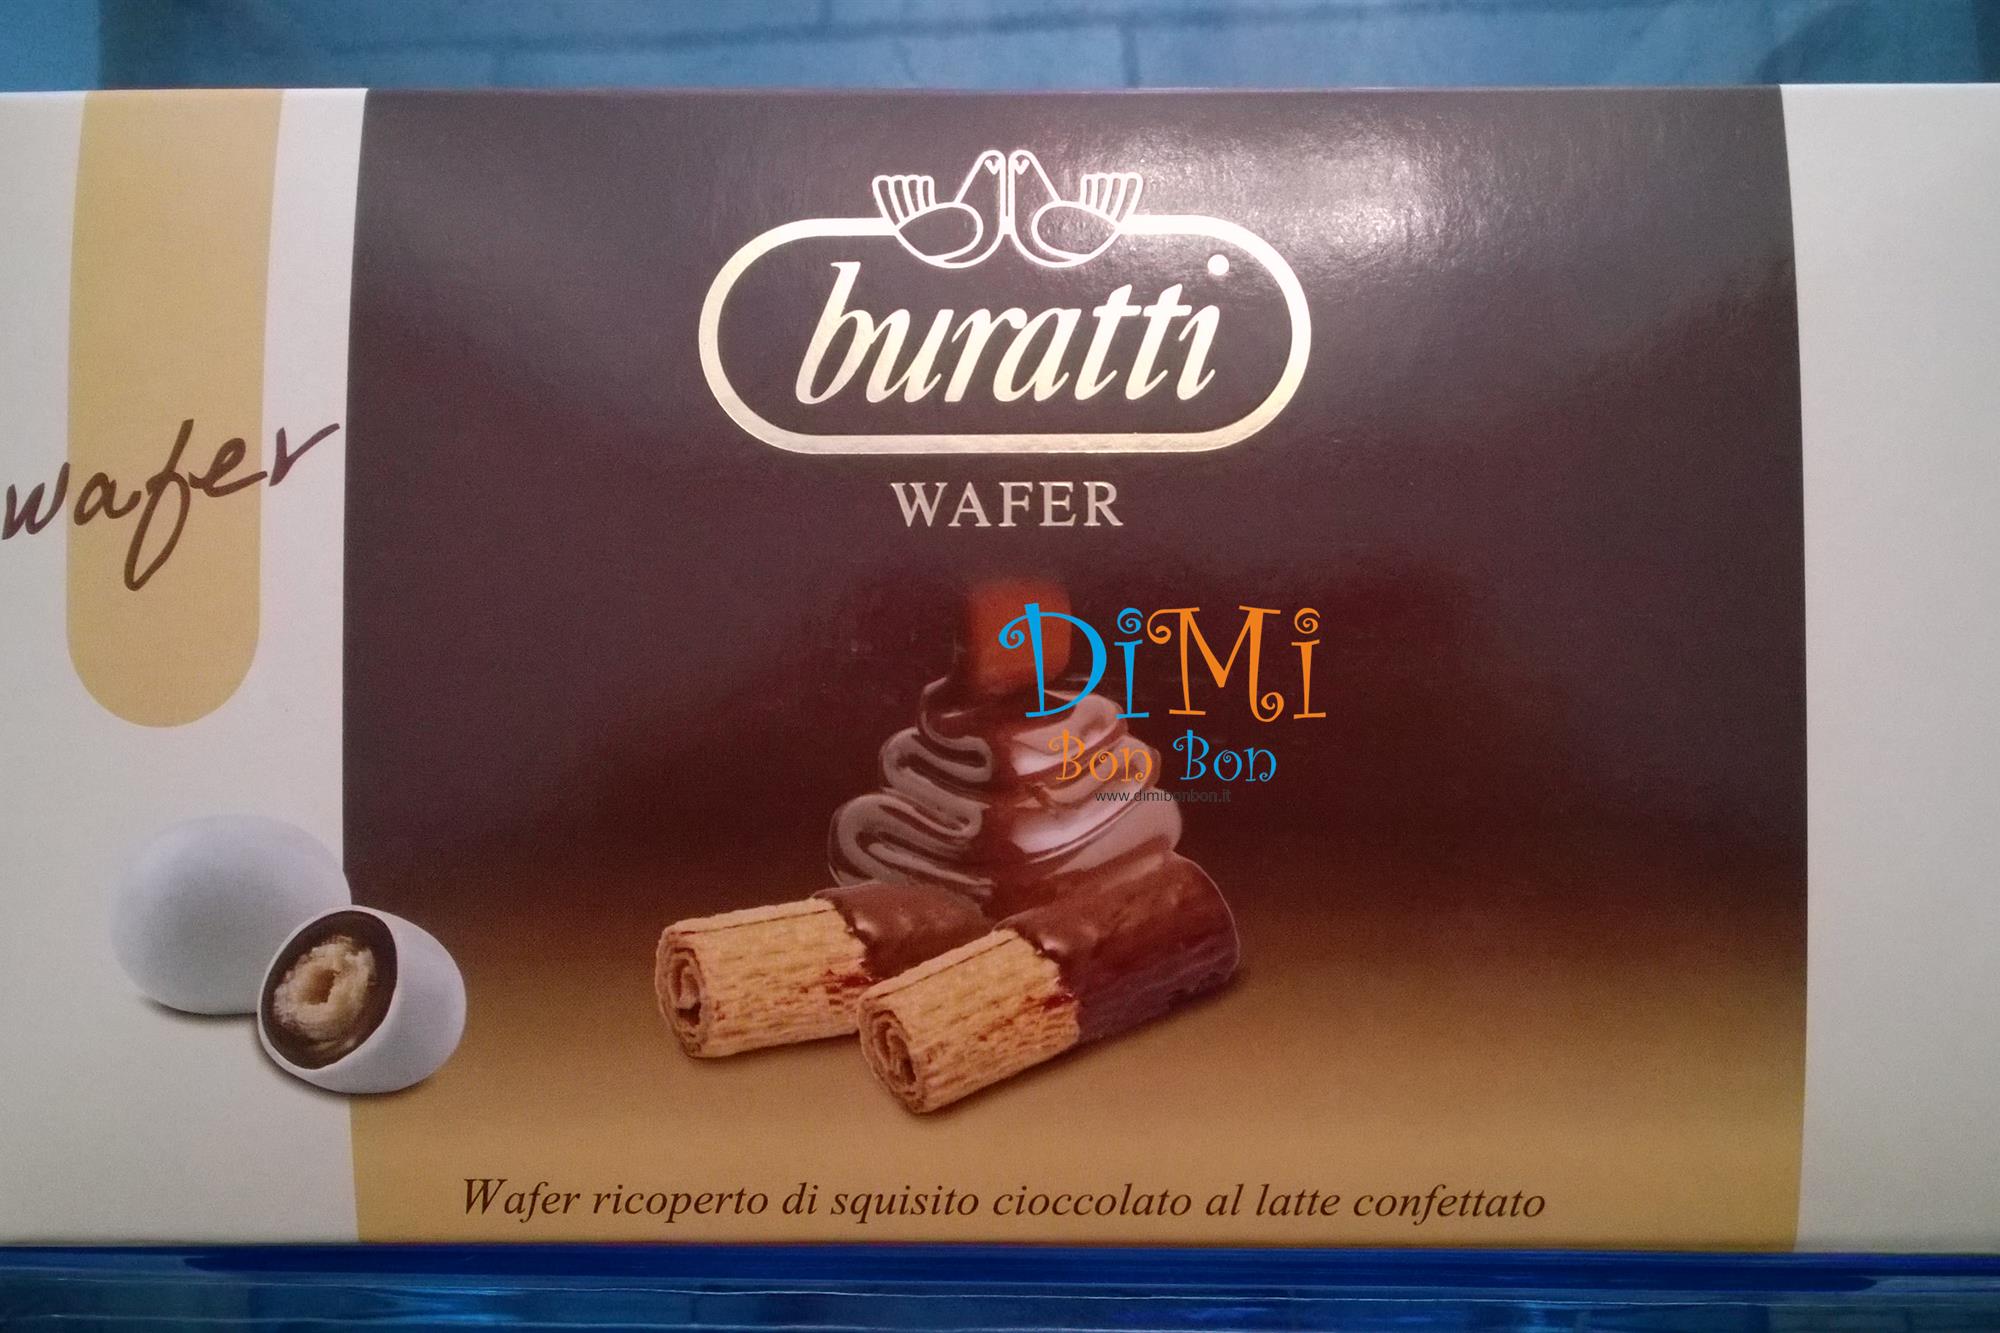 buratti
WAFER
wafer
DiMi
Bon Bon
www.dimibonbon.it
Wafer ricoperto di squisito cioccolato al latte confettato